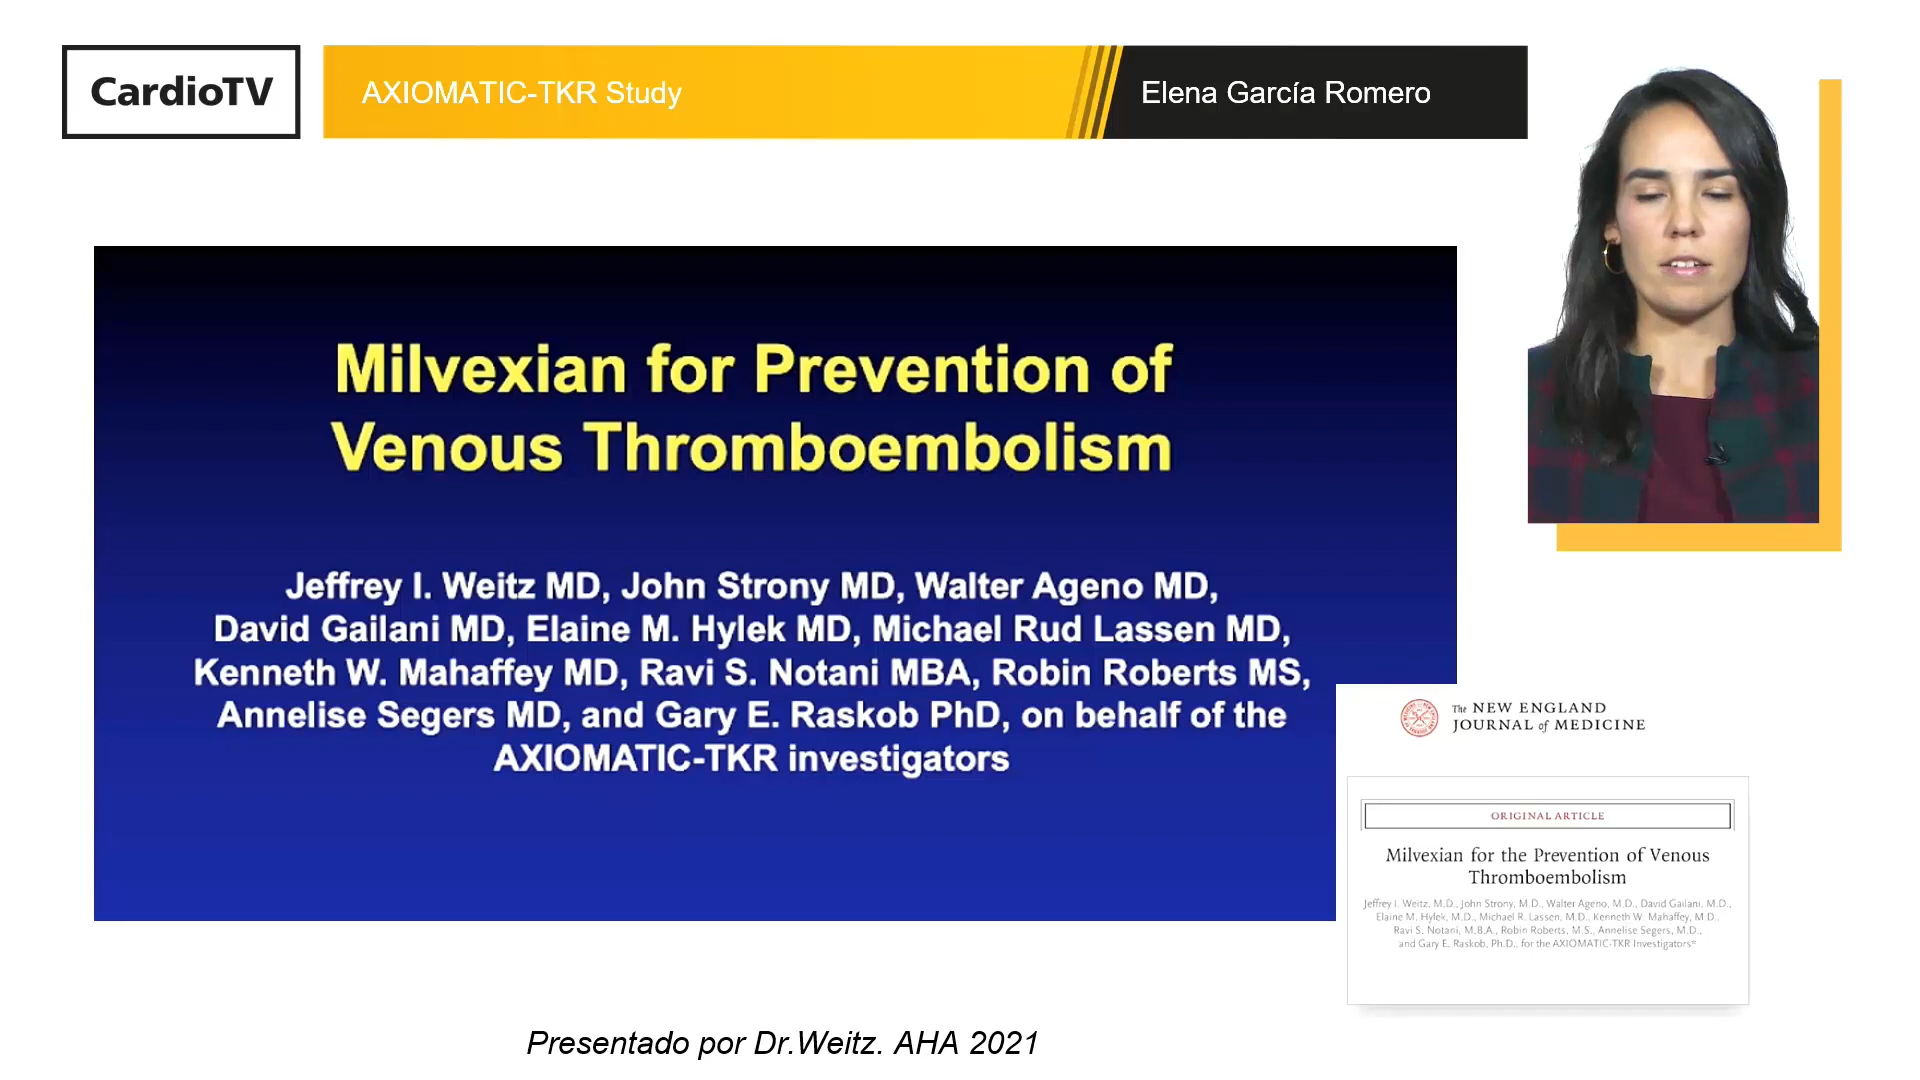 CardioTV
AXIOMATIC-TKR Study
Elena García Romero
Milvexian for Prevention of
Venous Thromboembolism
Jeffrey I. Weitz MD, John Strony MD, Walter Ageno MD,
David Gailani MD, Elaine M. Hylek MD, Michael Rud Lassen MD,
Kenneth W. Mahaffey MD, Ravi S. Notani MBA, Robin Roberts MS,
Annelise Segers MD, and Gary E. Raskob PhD, on behalf of the
AXIOMATIC-TKR investigators
The NEW ENGLAND
JOURNAL of MEDICINE
ORIGINAL ARTICLE
Milvexian for the Prevention of Venous
Thromboembolism
Jeffrey I. Weitz, M.D., John Strony, M.D., Walter Ageno, M.D., David Gailani, M.D.,
Elaine M. Hylek, M.D., Michael R. Lassen, M.D., Kenneth W. Mahaffey, M.D.,
Ravi S. Notani, M.B.A., Robin Roberts, M.S., Annelise Segers, M.D.,
and Gary E. Raskob, Ph.D., for the AXIOMATIC-TKR Investigators*
Presentado por Dr.Weitz. AHA 2021